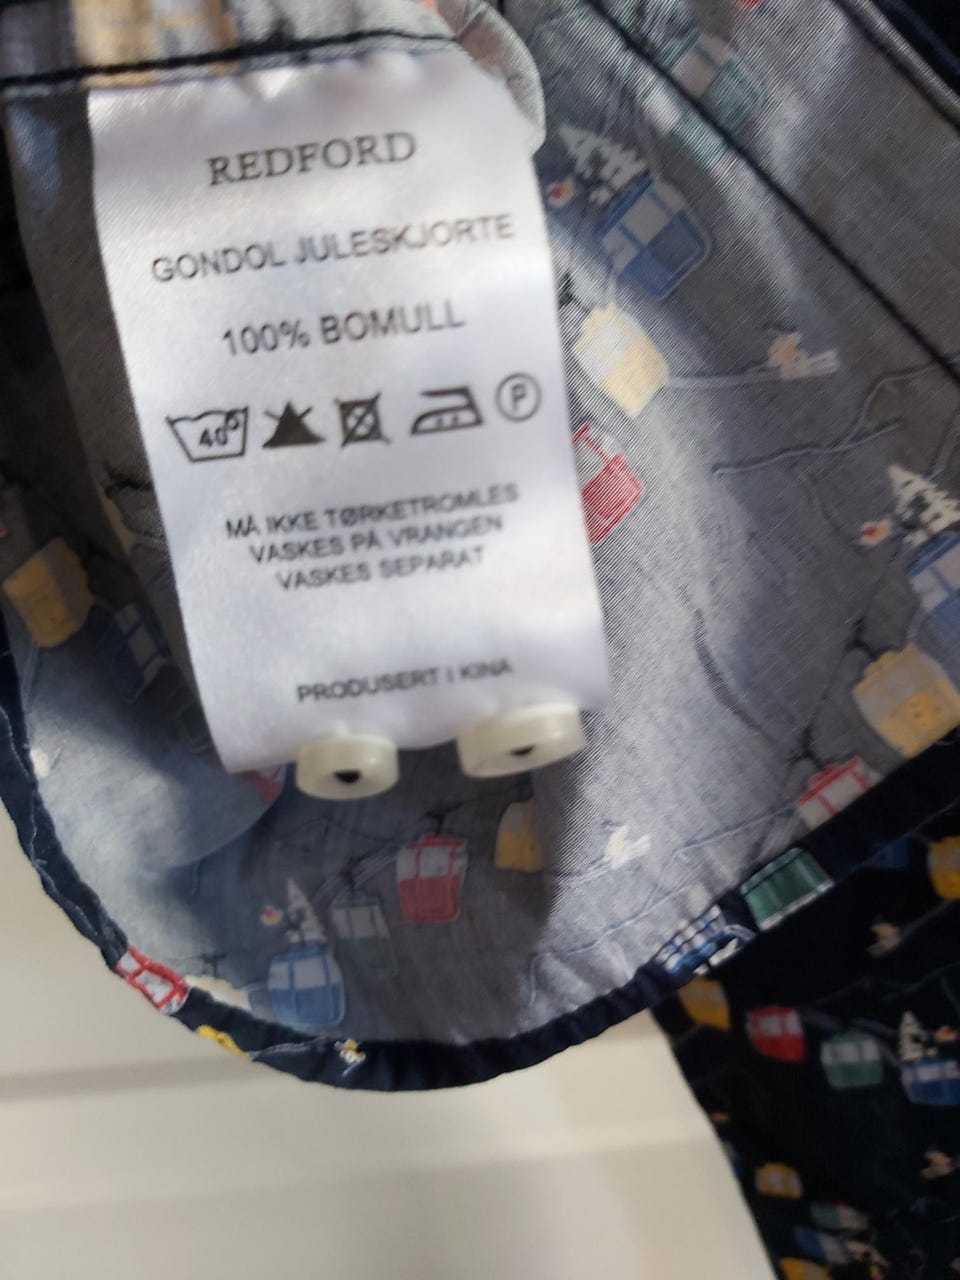 REDFORD
GONDOL JULESKJORTE
100% BOMULL
40° P
MÅ IKKE TØRKETROMLES
VASKES PÅ VRANGEN
VASKES SEPARAT
PRODUSERT I KINA